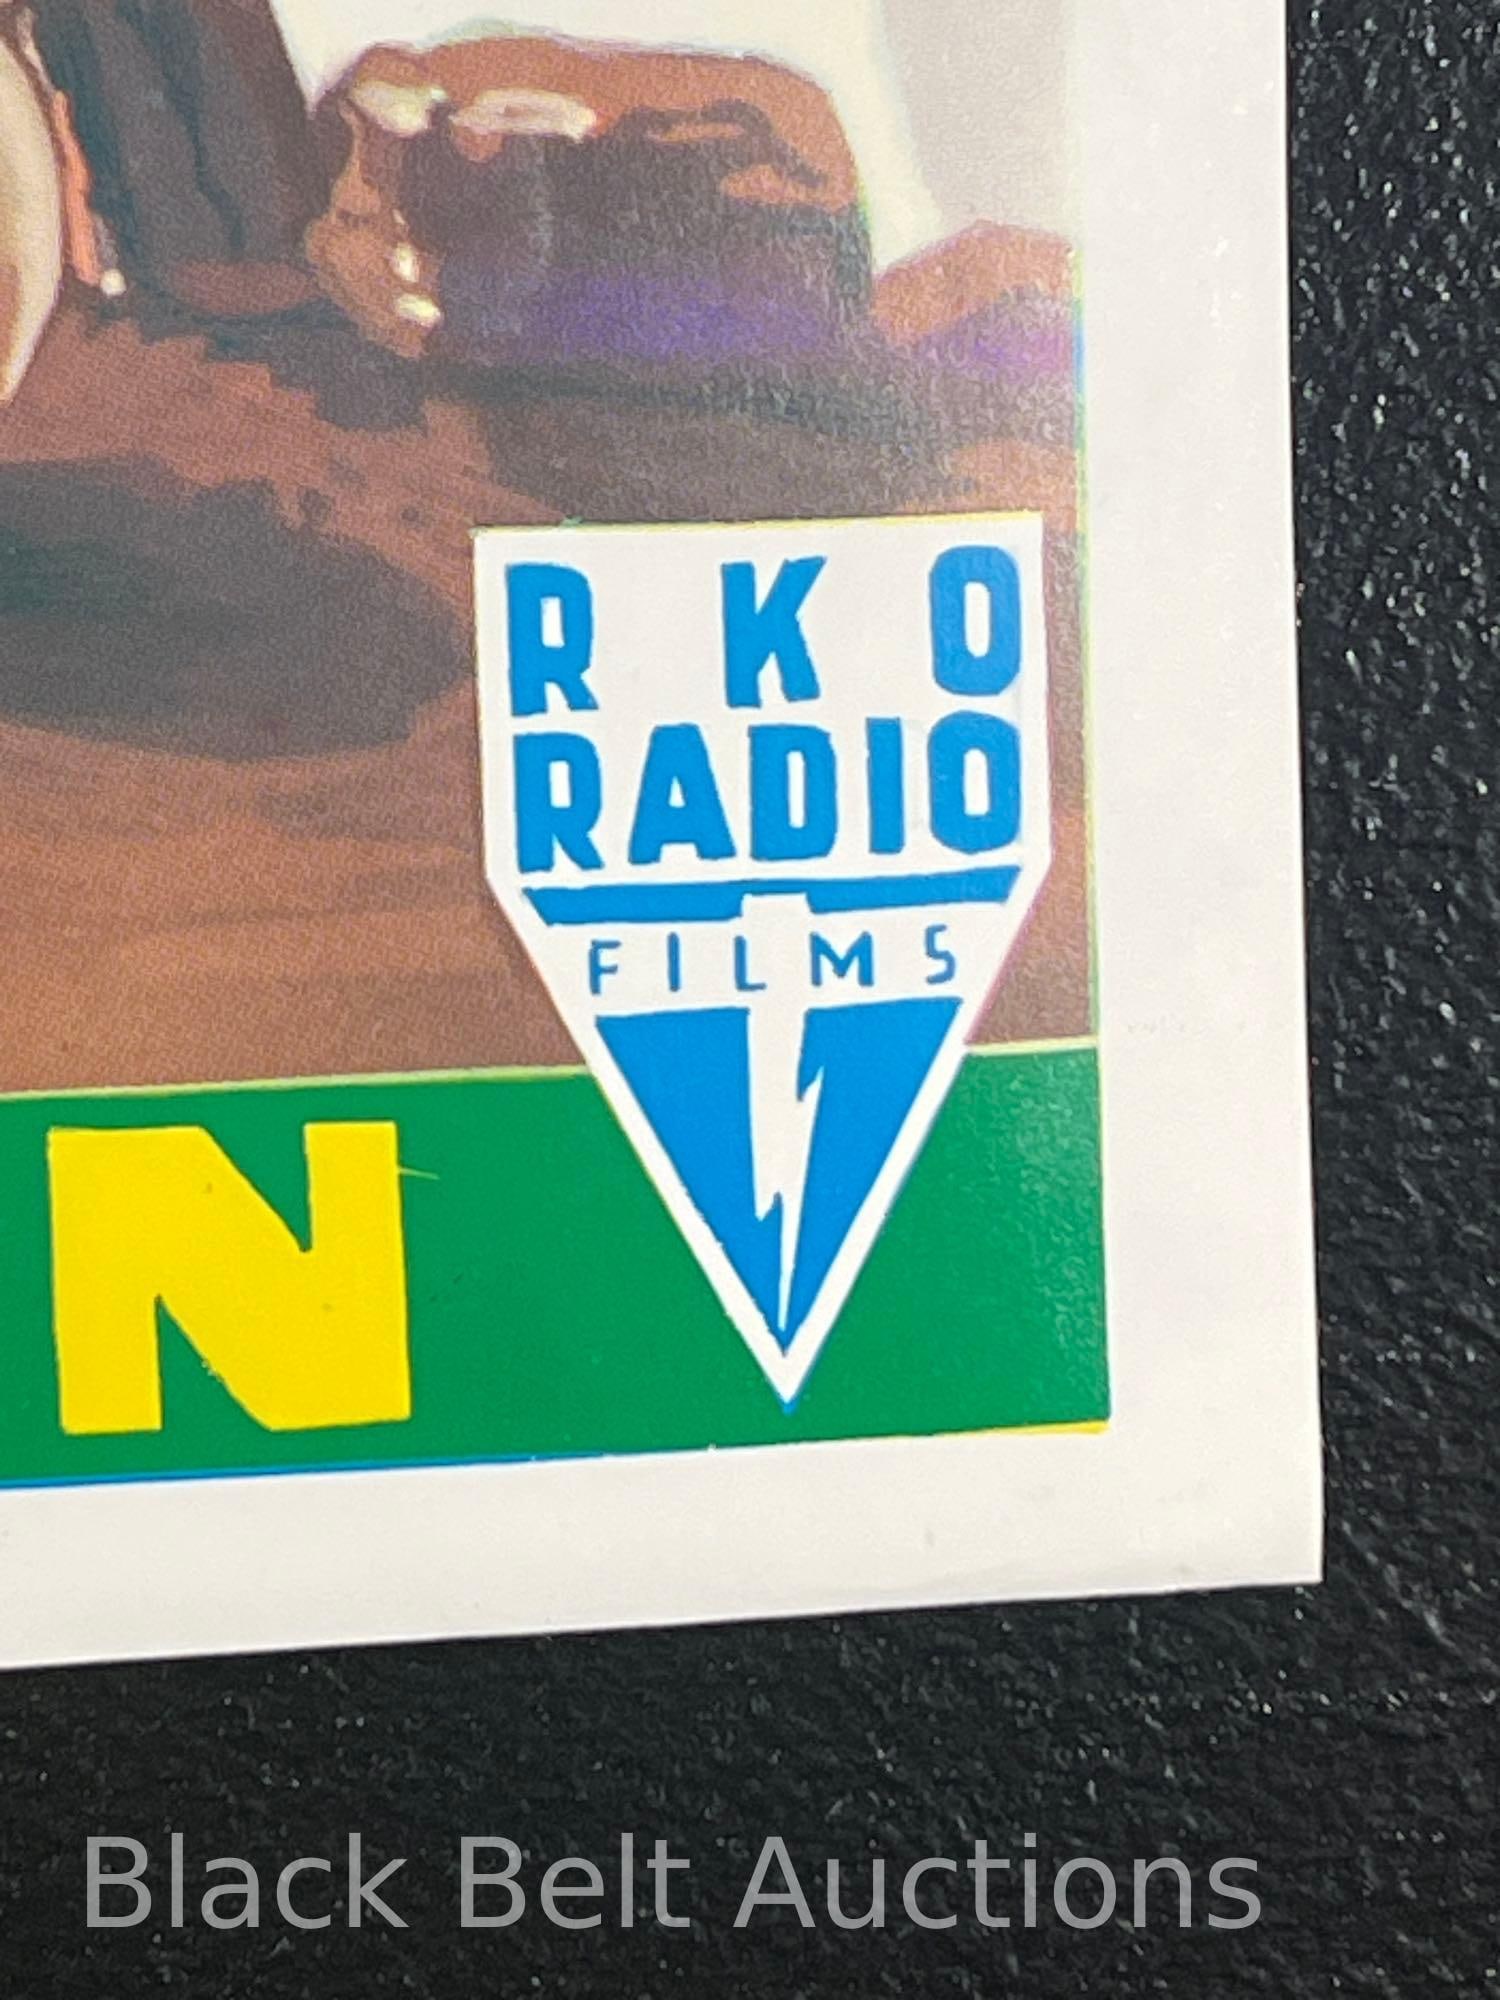 R K O
RADIO
FILMS
N
Black Belt Auctions